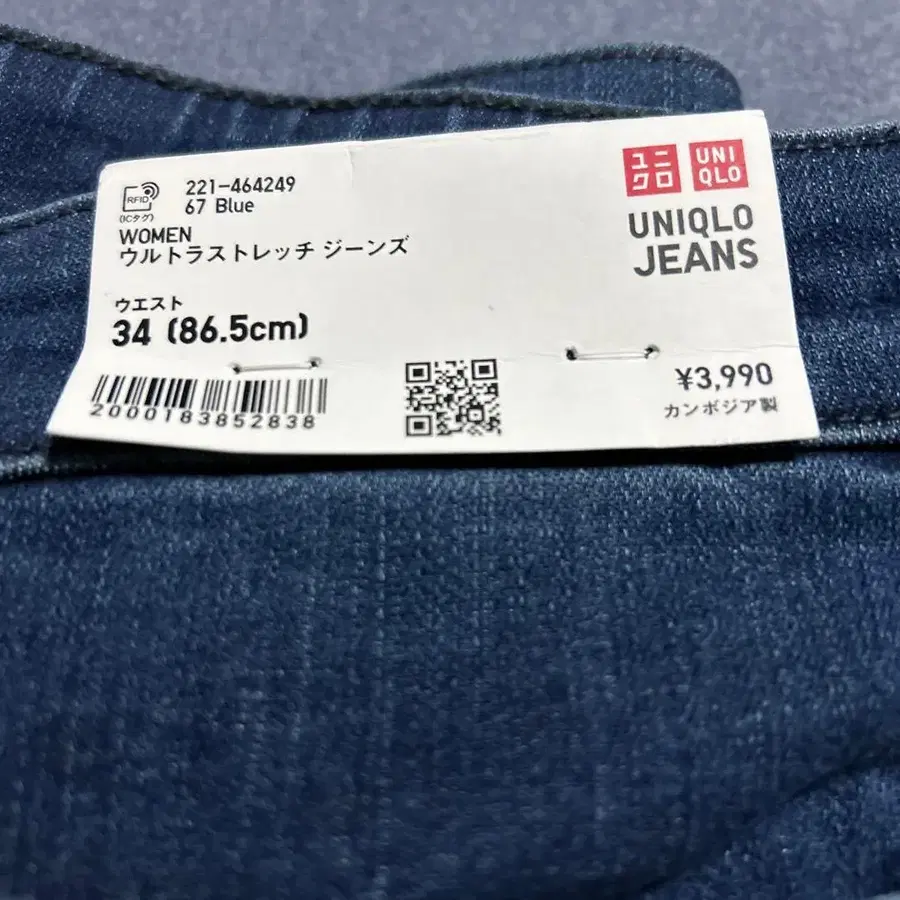 RFID
(ICタグ)
221-464249
67 Blue
WOMEN
ウルトラストレッチ ジーンズ
ウエスト
34 (86.5cm)
2000183852838
ユニ
クロ
UNI
QLO
UNIQLO
JEANS
¥3,990
カンボジア製